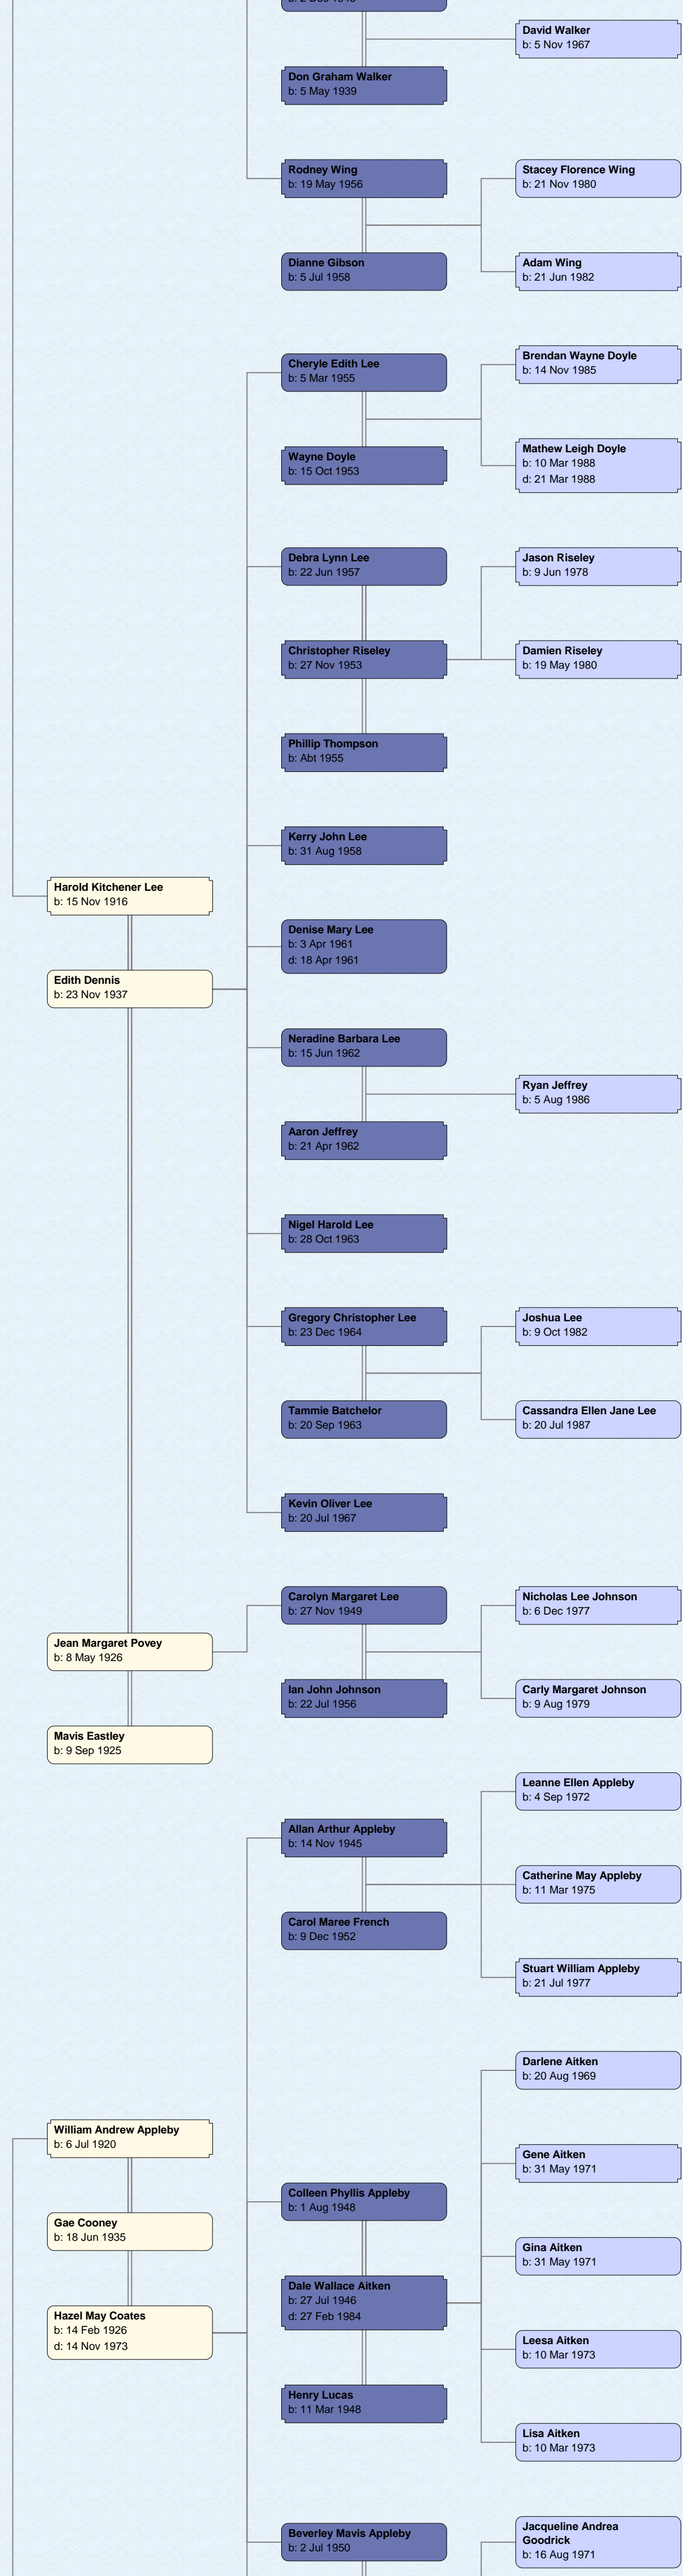 David Walker
b: 5 Nov 1967
Don Graham Walker
b: 5 May 1939
Rodney Wing
b: 19 May 1956
Stacey Florence Wing
b: 21 Nov 1980
Dianne Gibson
b: 5 Jul 1958
Adam Wing
b: 21 Jun 1982
Cheryle Edith Lee
b: 5 Mar 1955
Brendan Wayne Doyle
b: 14 Nov 1985
Wayne Doyle
b: 15 Oct 1953
Mathew Leigh Doyle
b: 10 Mar 1988
d: 21 Mar 1988
Debra Lynn Lee
b: 22 Jun 1957
Jason Riseley
b: 9 Jun 1978
Christopher Riseley
b: 27 Nov 1953
Damien Riseley
b: 19 May 1980
Phillip Thompson
b: Abt 1955
Kerry John Lee
b: 31 Aug 1958
Harold Kitchener Lee
b: 15 Nov 1916
Denise Mary Lee
b: 3 Apr 1961
d: 18 Apr 1961
Edith Dennis
b: 23 Nov 1937
Neradine Barbara Lee
b: 15 Jun 1962
Ryan Jeffrey
b: 5 Aug 1986
Aaron Jeffrey
b: 21 Apr 1962
Nigel Harold Lee
b: 28 Oct 1963
Gregory Christopher Lee
b: 23 Dec 1964
Joshua Lee
b: 9 Oct 1982
Tammie Batchelor
b: 20 Sep 1963
Cassandra Ellen Jane Lee
b: 20 Jul 1987
Kevin Oliver Lee
b: 20 Jul 1967
Carolyn Margaret Lee
b: 27 Nov 1949
Nicholas Lee Johnson
b: 6 Dec 1977
Jean Margaret Povey
b: 8 May 1926
Ian John Johnson
b: 22 Jul 1956
Carly Margaret Johnson
b: 9 Aug 1979
Mavis Eastley
b: 9 Sep 1925
Leanne Ellen Appleby
b: 4 Sep 1972
Allan Arthur Appleby
b: 14 Nov 1945
Catherine May Appleby
b: 11 Mar 1975
Carol Maree French
b: 9 Dec 1952
Stuart William Appleby
b: 21 Jul 1977
Darlene Aitken
b: 20 Aug 1969
William Andrew Appleby
b: 6 Jul 1920
Gene Aitken
b: 31 May 1971
Colleen Phyllis Appleby
b: 1 Aug 1948
Gae Cooney
b: 18 Jun 1935
Gina Aitken
b: 31 May 1971
Dale Wallace Aitken
b: 27 Jul 1946
d: 27 Feb 1984
Hazel May Coates
b: 14 Feb 1926
d: 14 Nov 1973
Leesa Aitken
b: 10 Mar 1973
Henry Lucas
b: 11 Mar 1948
Lisa Aitken
b: 10 Mar 1973
Beverley Mavis Appleby
b: 2 Jul 1950
Jacqueline Andrea
Goodrick
b: 16 Aug 1971